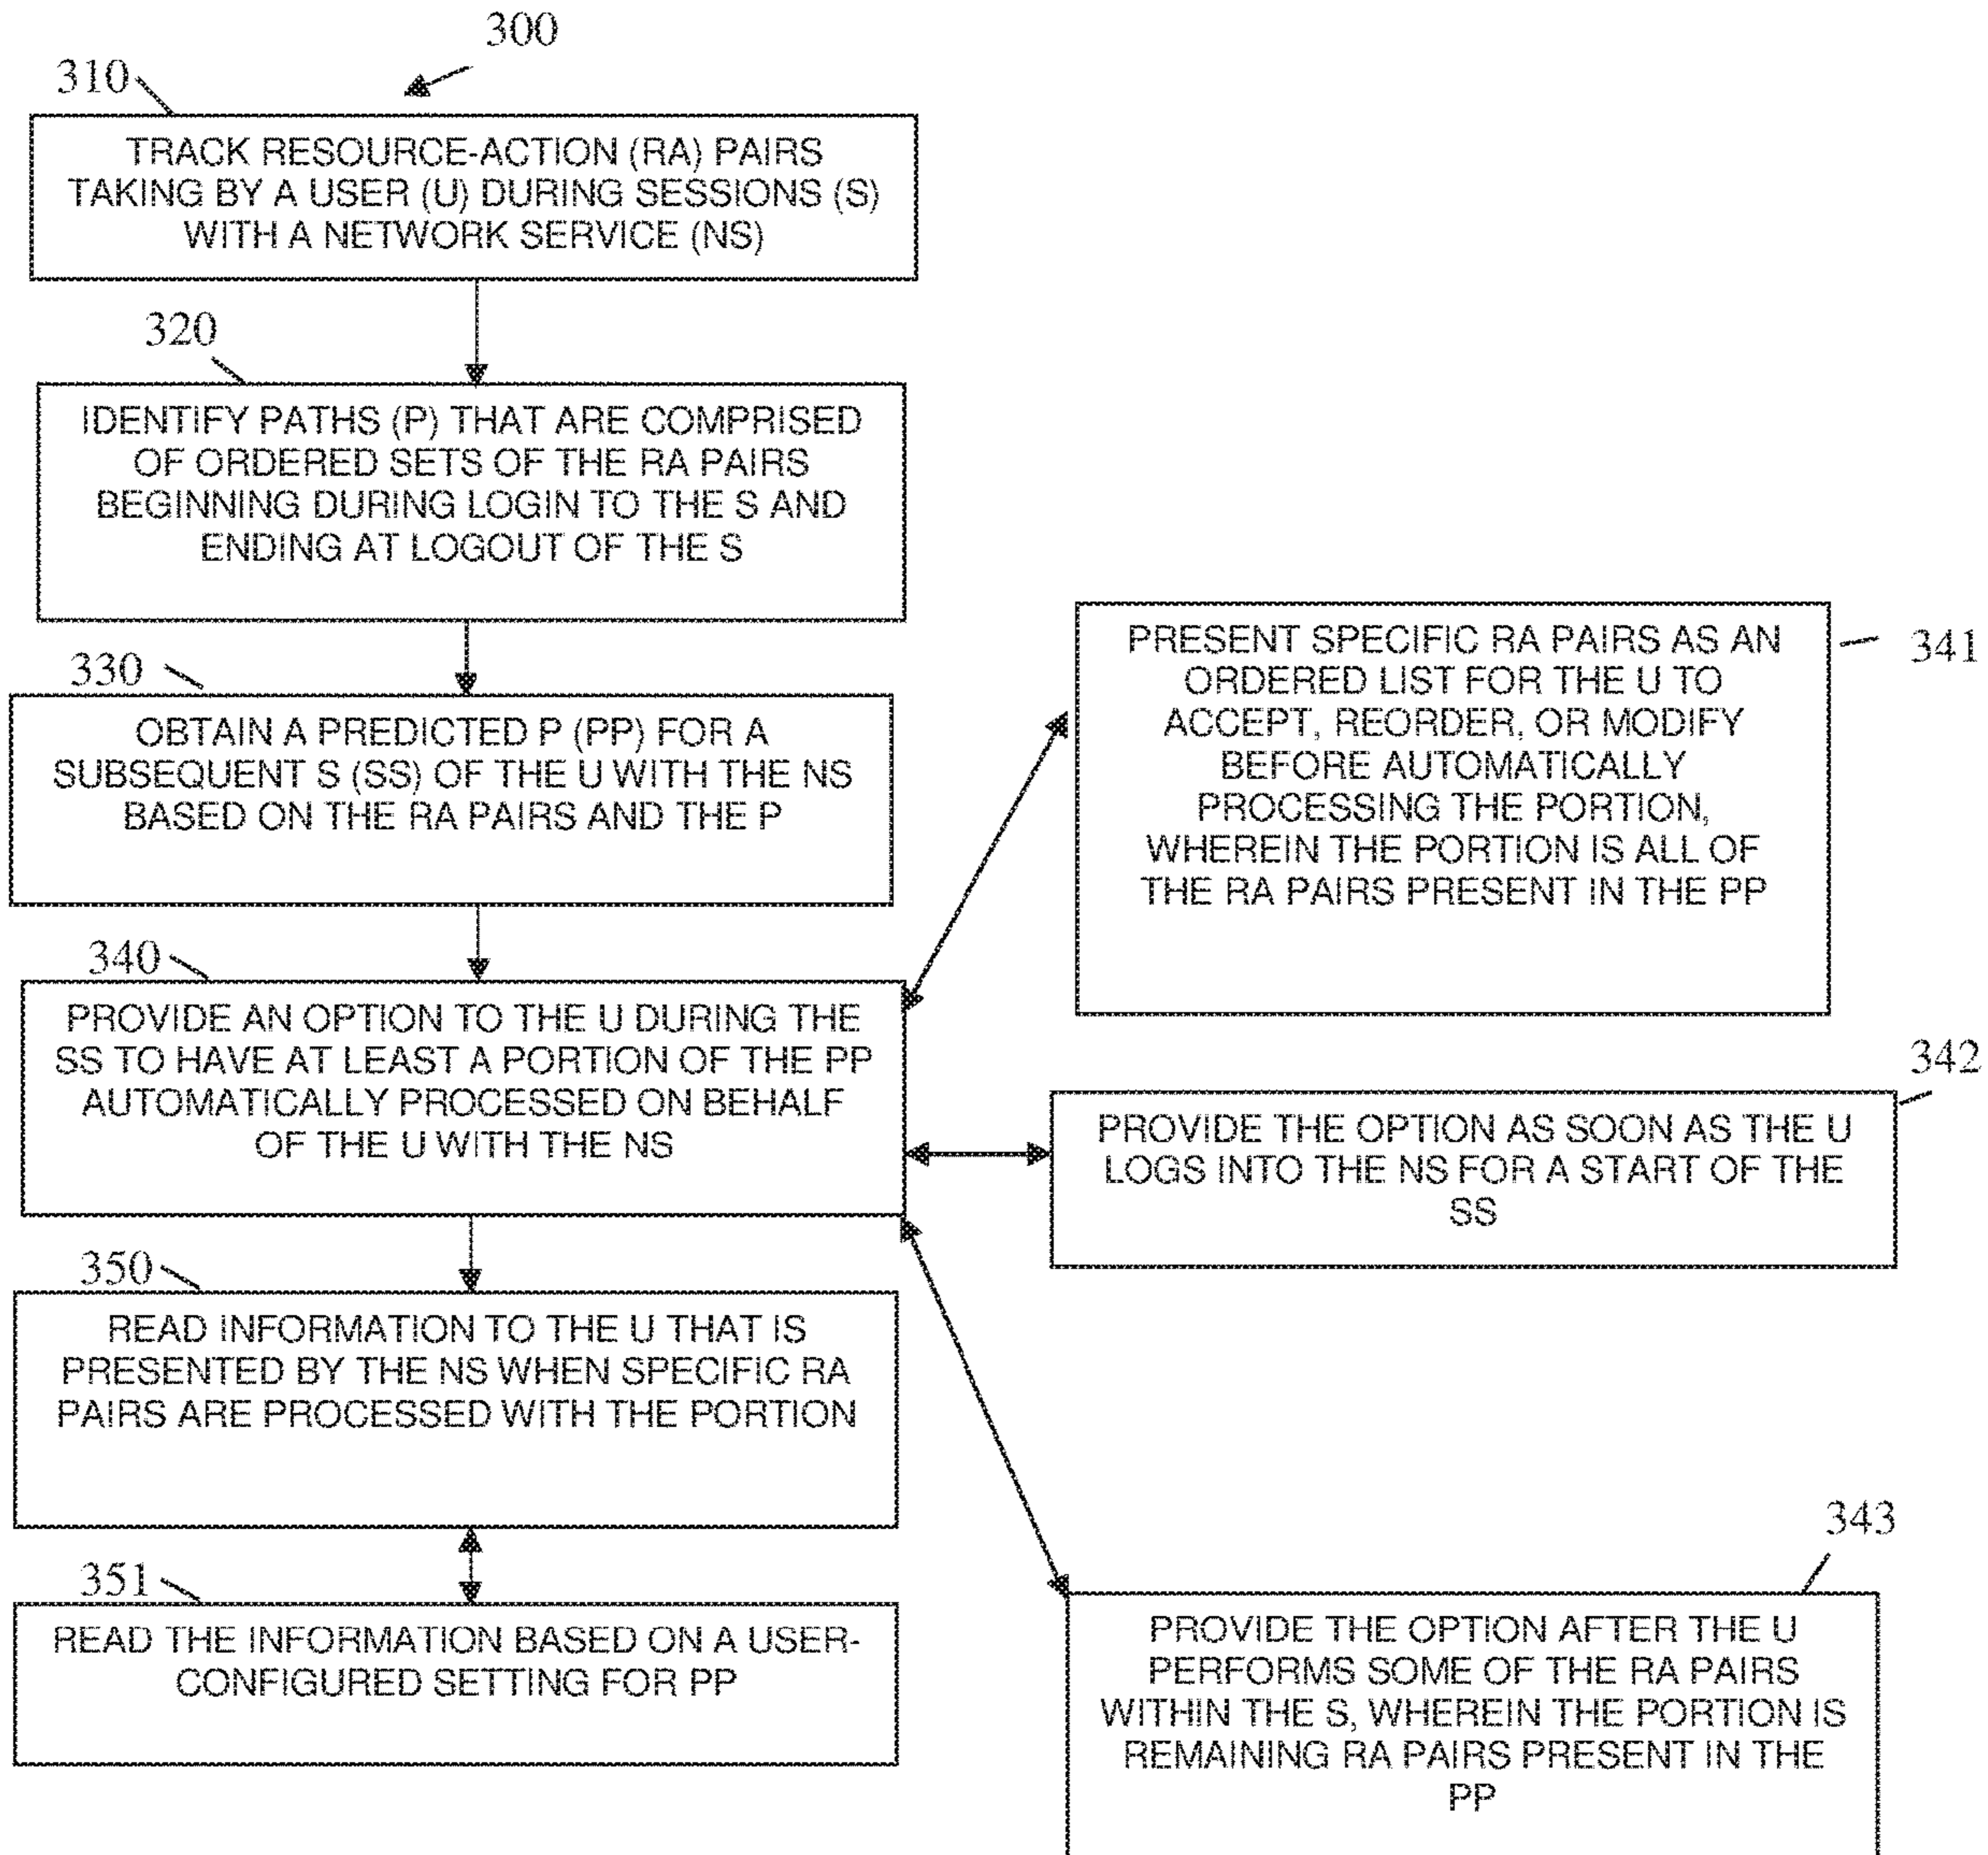 300
310
TRACK RESOURCE-ACTION (RA) PAIRS
TAKING BY A USER (U) DURING SESSIONS (S)
WITH A NETWORK SERVICE (NS)
320
IDENTIFY PATHS (P) THAT ARE COMPRISED
OF ORDERED SETS OF THE RA PAIRS
BEGINNING DURING LOGIN TO THE S AND
ENDING AT LOGOUT OF THE S
330
OBTAIN A PREDICTED P (PP) FOR A
SUBSEQUENT S (SS) OF THE U WITH THE NS
BASED ON THE RA PAIRS AND THE P
340
PROVIDE AN OPTION TO THE U DURING THE
SS TO HAVE AT LEAST A PORTION OF THE PP
AUTOMATICALLY PROCESSED ON BEHALF
OF THE U WITH THE NS
341
PRESENT SPECIFIC RA PAIRS AS AN
ORDERED LIST FOR THE U TO
ACCEPT, REORDER, OR MODIFY
BEFORE AUTOMATICALLY
PROCESSING THE PORTION,
WHEREIN THE PORTION IS ALL OF
THE RA PAIRS PRESENT IN THE PP
342
PROVIDE THE OPTION AS SOON AS THE U
LOGS INTO THE NS FOR A START OF THE
SS
343
PROVIDE THE OPTION AFTER THE U
PERFORMS SOME OF THE RA PAIRS
WITHIN THE S, WHEREIN THE PORTION IS
REMAINING RA PAIRS PRESENT IN THE
PP
350
READ INFORMATION TO THE U THAT IS
PRESENTED BY THE NS WHEN SPECIFIC RA
PAIRS ARE PROCESSED WITH THE PORTION
351
READ THE INFORMATION BASED ON A USER-
CONFIGURED SETTING FOR PP